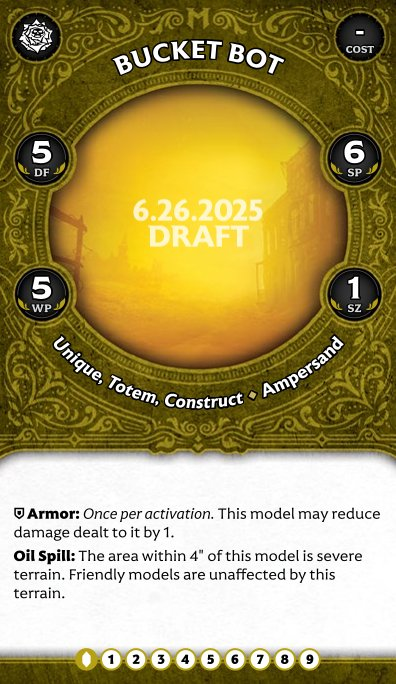 BUCKET BOT
-
COST
5
DF
6
SP
6.26.2025
DRAFT
5
WP
1
SZ
Unique, Totem, Construct ⬥ Ampersand
Armor: Once per activation. This model may reduce
damage dealt to it by 1.
Oil Spill: The area within 4" of this model is severe
terrain. Friendly models are unaffected by this
terrain.
1 2 3 4 5 6 7 8 9